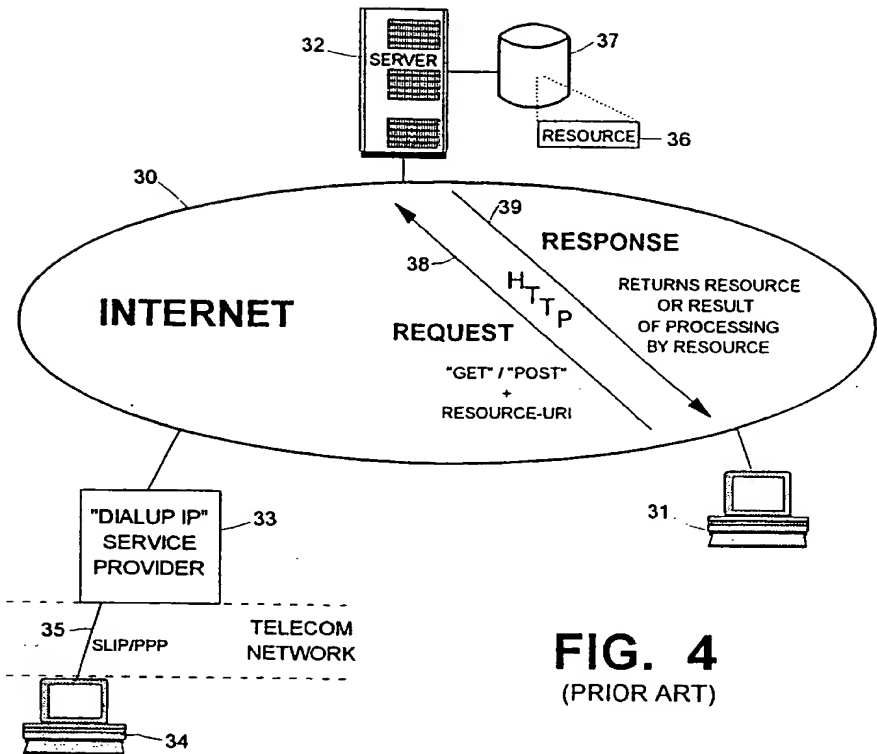 32
SERVER
37
RESOURCE
36
30
39
RESPONSE
38
HTTP
RETURNS RESOURCE
OR RESULT
OF PROCESSING
BY RESOURCE
INTERNET
REQUEST
"GET" / "POST"
+
RESOURCE-URI
"DIALUP IP"
SERVICE
PROVIDER
33
31
35
SLIP/PPP
TELECOM
NETWORK
34
FIG. 4
(PRIOR ART)